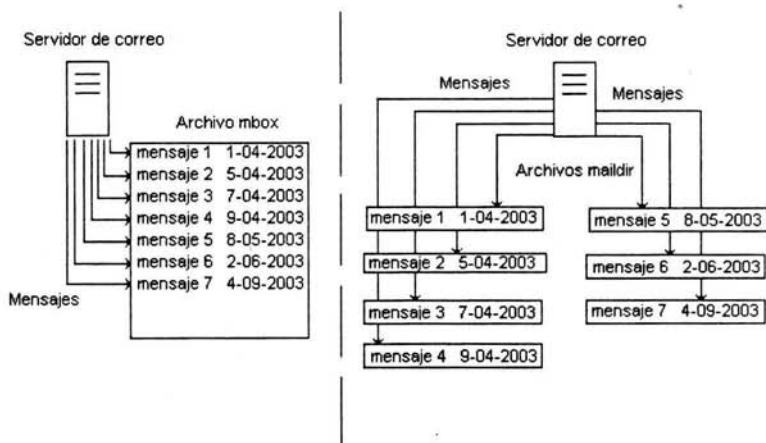 Servidor de correo
Archivo mbox
mensaje 1 1-04-2003
mensaje 2 5-04-2003
mensaje 3 7-04-2003
mensaje 4 9-04-2003
mensaje 5 8-05-2003
mensaje 6 2-06-2003
mensaje 7 4-09-2003
Mensajes
Servidor de correo
Mensajes
Mensajes
Archivos maildir
mensaje 1 1-04-2003
mensaje 2 5-04-2003
mensaje 3 7-04-2003
mensaje 4 9-04-2003
mensaje 5 8-05-2003
mensaje 6 2-06-2003
mensaje 7 4-09-2003